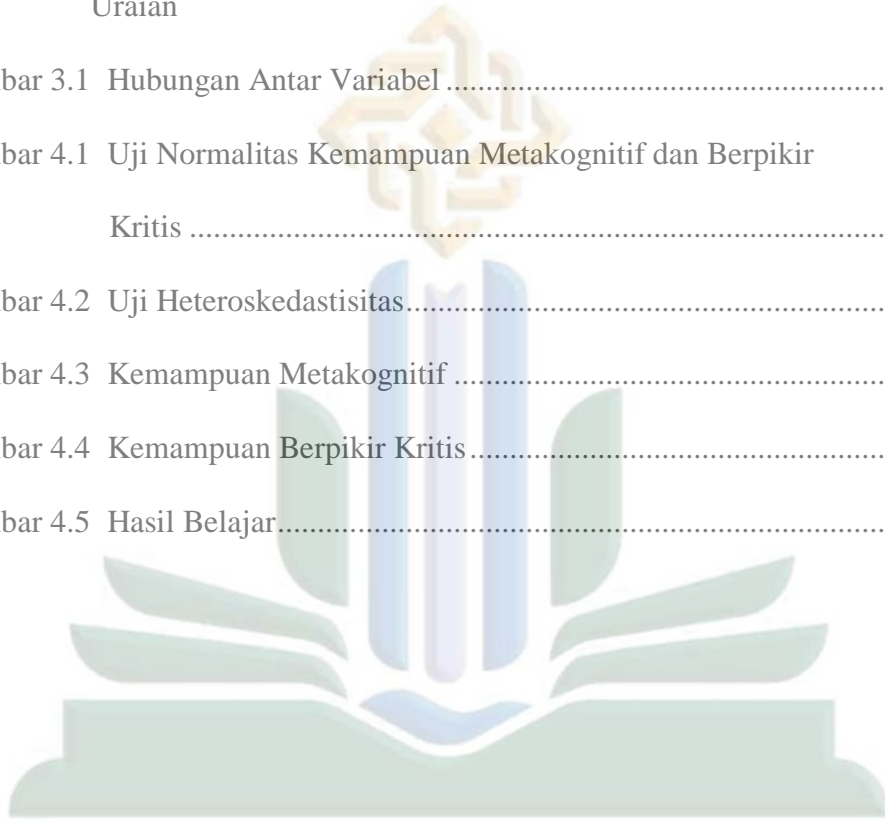 Uraian
bar 3.1 Hubungan Antar Variabel ........................................................
bar 4.1 Uji Normalitas Kemampuan Metakognitif dan Berpikir
Kritis ........................................................................................
bar 4.2 Uji Heteroskedastisitas.............................................................
bar 4.3 Kemampuan Metakognitif .......................................................
bar 4.4 Kemampuan Berpikir Kritis.....................................................
bar 4.5 Hasil Belajar.............................................................................